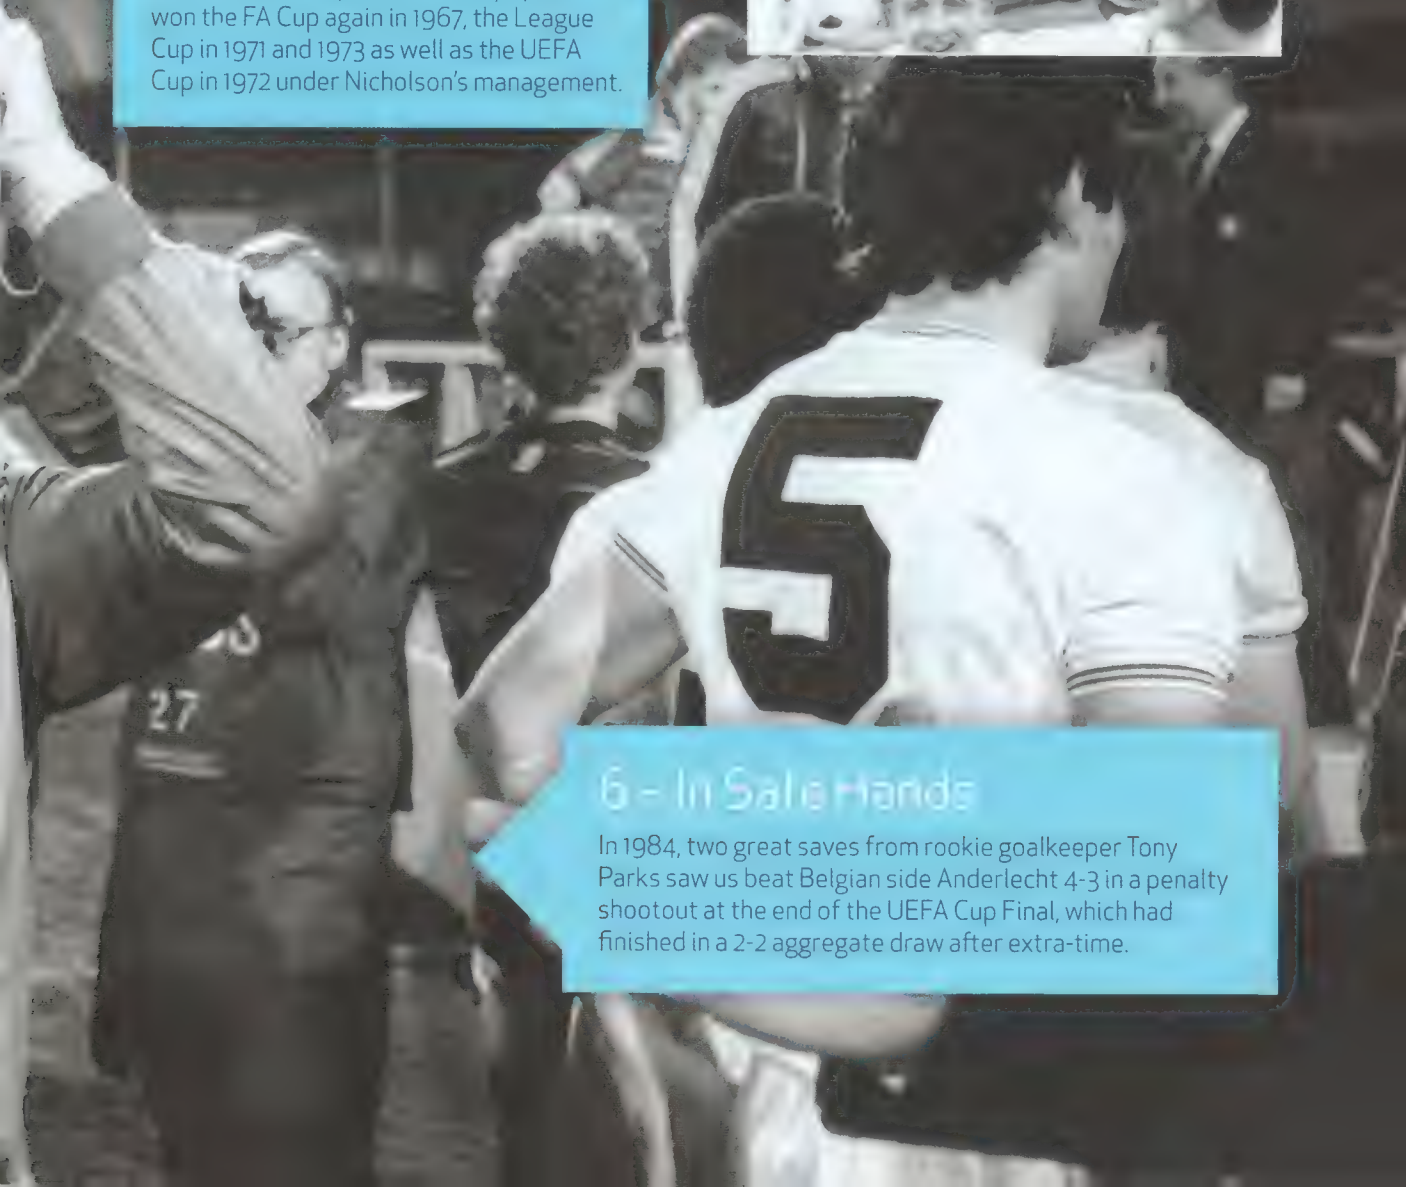 won the FA Cup again in 1967, the League
Cup in 1971 and 1973 as well as the UEFA
Cup in 1972 under Nicholson's management.
5
27
6 – In Safe Hands
In 1984, two great saves from rookie goalkeeper Tony
Parks saw us beat Belgian side Anderlecht 4-3 in a penalty
shootout at the end of the UEFA Cup Final, which had
finished in a 2-2 aggregate draw after extra-time.